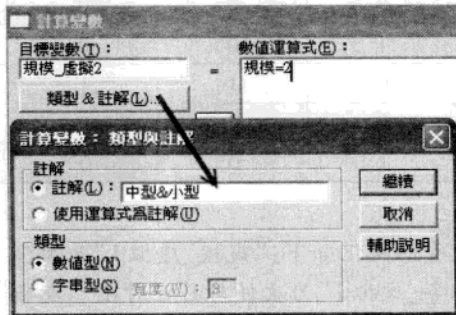 計算變數
目標變數(T)： 數值運算式(E)：
規模_虛擬2 = 規模=2
類型 & 註解(L)...
計算變數： 類型與註解
註解
註解(L)： 中型&小型
使用運算式爲註解(U)
類型
數值型(N)
字串型(S) 寬度(W)： 8
繼續
取消
輔助說明